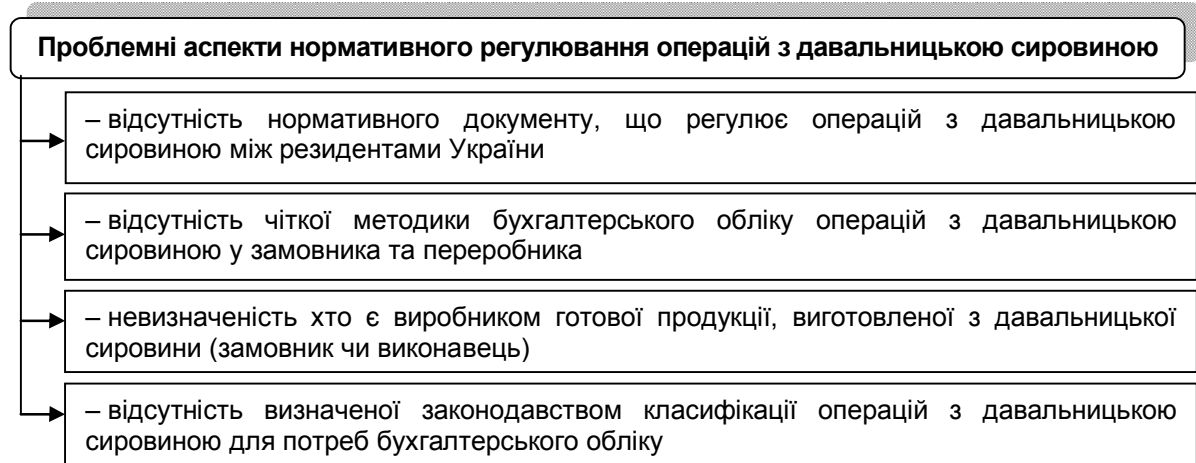 Проблемні аспекти нормативного регулювання операцій з давальницькою сировиною
– відсутність нормативного документу, що регулює операцій з давальницькою
сировиною між резидентами України
– відсутність чіткої методики бухгалтерського обліку операцій з давальницькою
сировиною у замовника та переробника
– невизначеність хто є виробником готової продукції, виготовленої з давальницької
сировини (замовник чи виконавець)
– відсутність визначеної законодавством класифікації операцій з давальницькою
сировиною для потреб бухгалтерського обліку